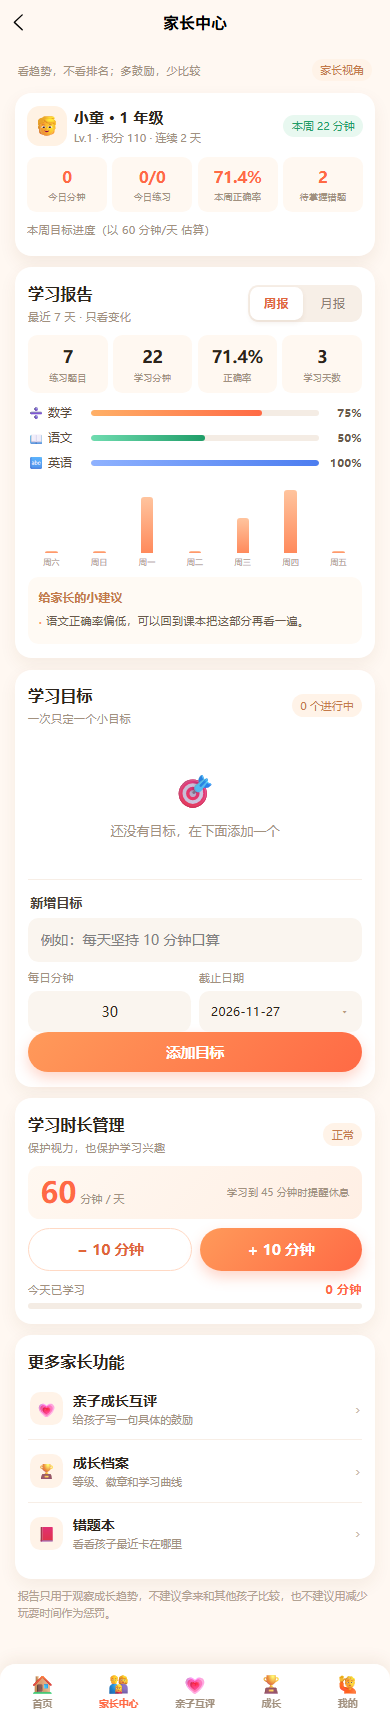 家长中心
看趋势，不看排名；多鼓励，少比较
家长视角
小童 · 1 年级
Lv.1 · 积分 110 · 连续 2 天
本周 22 分钟
0
0/0
71.4%
2
今日分钟
今日练习
本周正确率
待掌握错题
本周目标进度（以 60 分钟/天 估算）
学习报告
最近 7 天 · 只看变化
周报
月报
7
22
71.4%
3
练习题目
学习分钟
正确率
学习天数
数学
75%
语文
50%
英语
100%
周六
周日
周一
周二
周三
周四
周五
给家长的小建议
· 语文正确率偏低，可以回到课本把这部分再看一遍。
学习目标
一次只定一个小目标
0 个进行中
还没有目标，在下面添加一个
新增目标
例如：每天坚持 10 分钟口算
每日分钟
截止日期
30
2026-11-27
添加目标
学习时长管理
保护视力，也保护学习兴趣
正常
60 分钟 / 天
学习到 45 分钟时提醒休息
− 10 分钟
+ 10 分钟
今天已学习
0 分钟
更多家长功能
亲子成长互评
给孩子写一句具体的鼓励
成长档案
等级、徽章和学习曲线
错题本
看看孩子最近卡在哪里
报告只用于观察成长趋势，不建议拿来和其他孩子比较，也不建议用减少
玩耍时间作为惩罚。
首页
家长中心
亲子互评
成长
我的